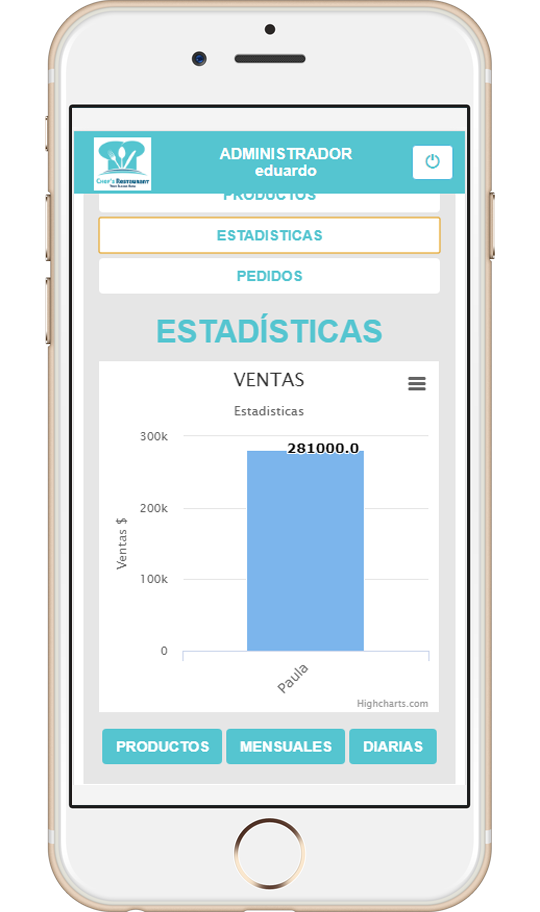 CHEF'S RESTAURANT
ADMINISTRADOR
eduardo
PRODUCTOS
ESTADISTICAS
PEDIDOS
ESTADÍSTICAS
VENTAS
Estadisticas
300k
281000.0
200k
Ventas $
100k
0
Paula
Highcharts.com
PRODUCTOS
MENSUALES
DIARIAS